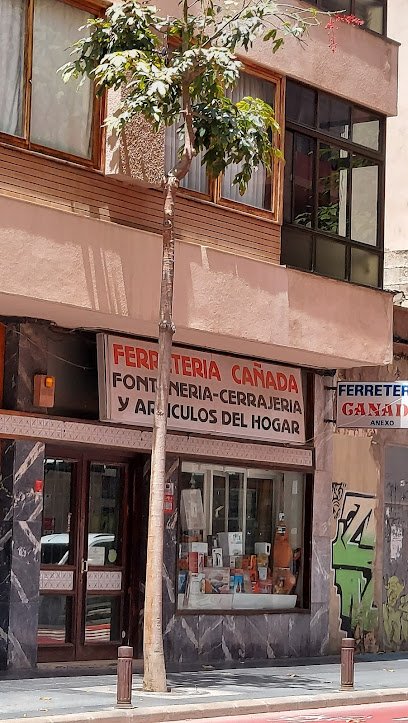 FERRETERIA CAÑADA
FONTANERIA-CERRAJERIA
Y ARTICULOS DEL HOGAR
FERRETER
CANAD
ANEXO